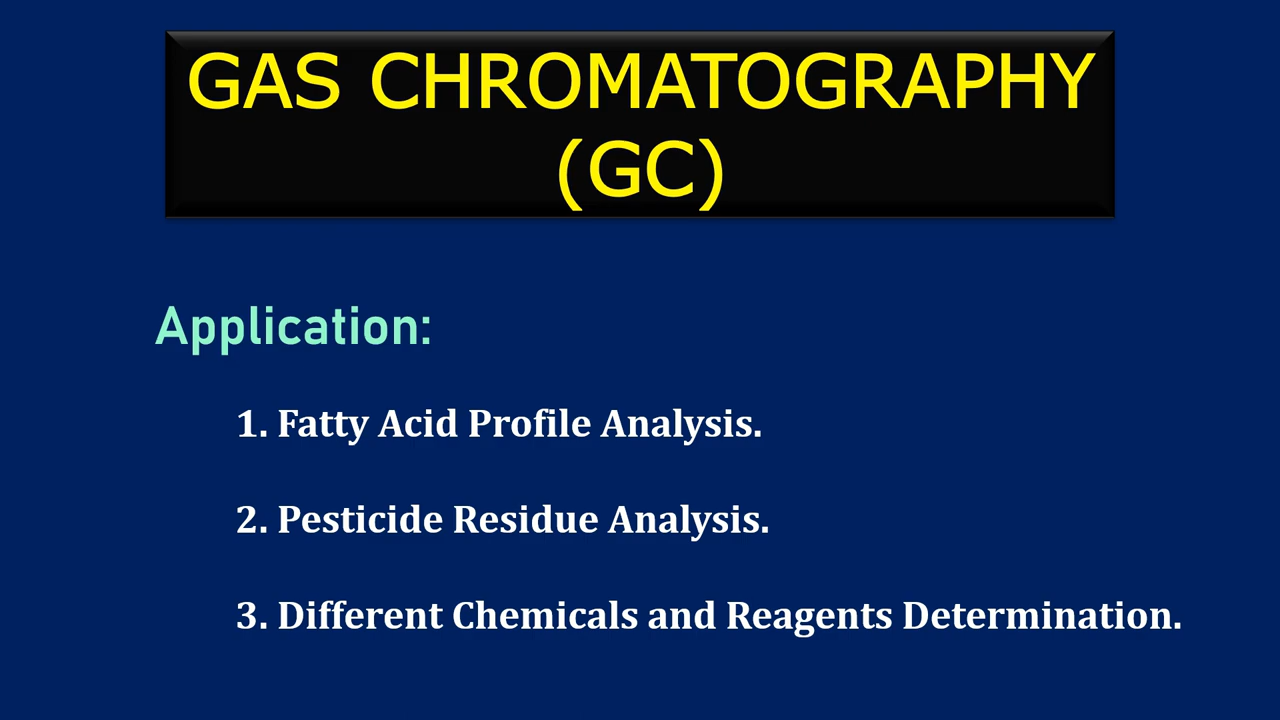 GAS CHROMATOGRAPHY
(GC)
Application:
1. Fatty Acid Profile Analysis.
2. Pesticide Residue Analysis.
3. Different Chemicals and Reagents Determination.